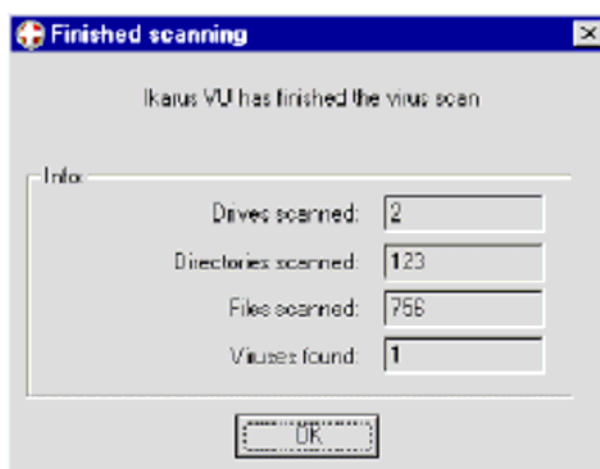 Finished scanning
Ikarus VUI has finished the virus scan
Info:
Drives scanned: 2
Directories scanned: 123
Files scanned: 756
Viruses found: 1
OK